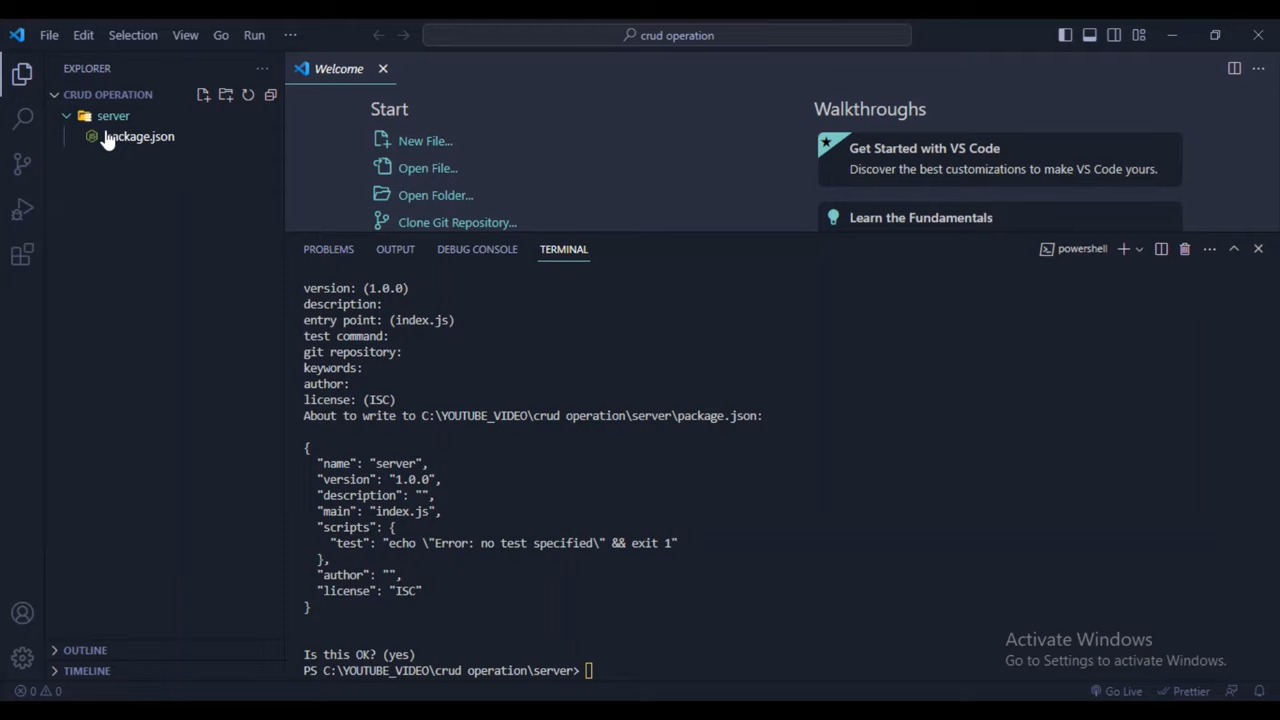 File Edit Selection View Go Run ··· crud operation
EXPLORER ···
Welcome
CRUD OPERATION
server
package.json
Start
New File...
Open File...
Open Folder...
Clone Git Repository...
Walkthroughs
Get Started with VS Code
Discover the best customizations to make VS Code yours.
Learn the Fundamentals
PROBLEMS OUTPUT DEBUG CONSOLE TERMINAL powershell
version: (1.0.0)
description:
entry point: (index.js)
test command:
git repository:
keywords:
author:
license: (ISC)
About to write to C:\YOUTUBE_VIDEO\crud operation\server\package.json:
{
"name": "server",
"version": "1.0.0",
"description": "",
"main": "index.js",
"scripts": {
"test": "echo \"Error: no test specified\" && exit 1"
},
"author": "",
"license": "ISC"
}
Is this OK? (yes)
PS C:\YOUTUBE_VIDEO\crud operation\server>
OUTLINE
TIMELINE
Activate Windows
Go to Settings to activate Windows.
0 0 Go Live Prettier